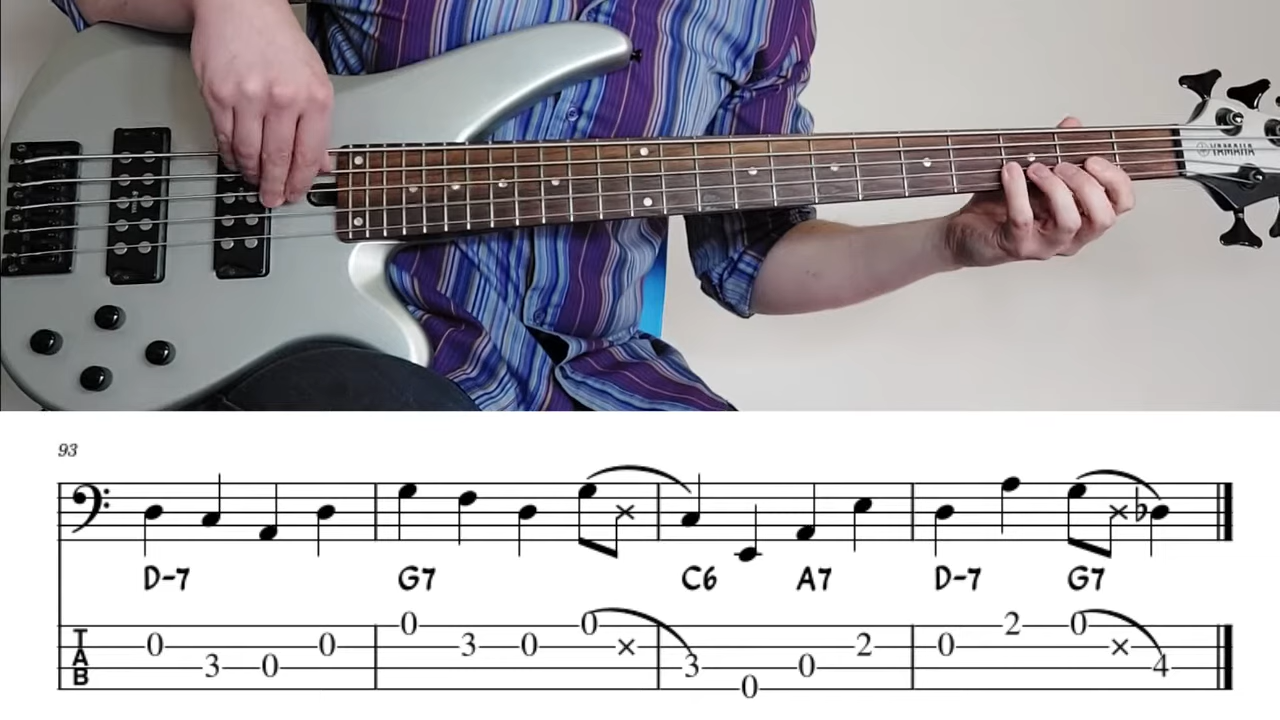 YAMAHA
93
D-7 G7 C6 A7 D-7 G7
0 0 2 0
T 0 0 3 0 × 2 0 ×
A 3 0 3 0 4
B 0